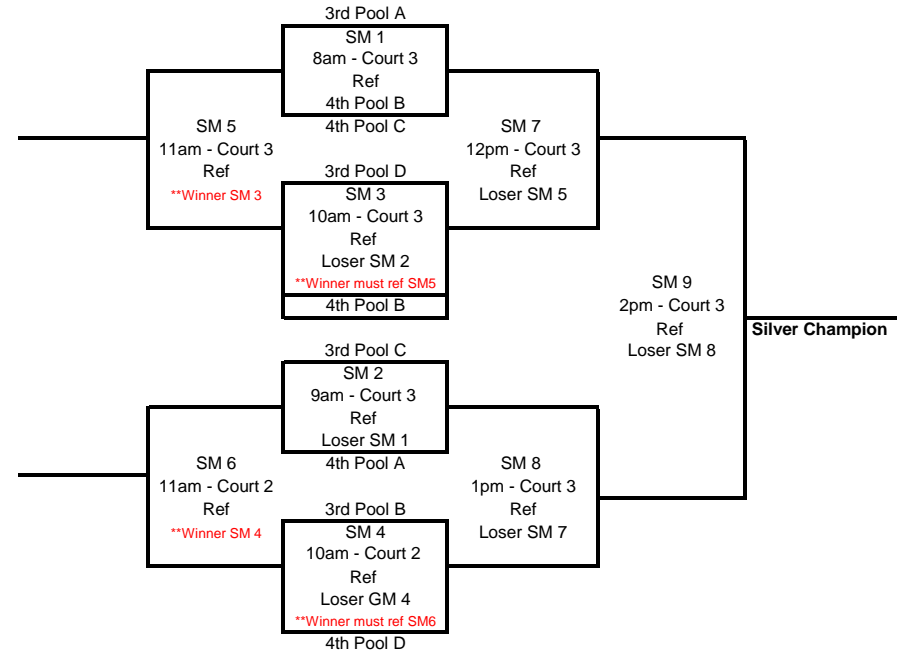 3rd Pool A
SM 1
8am - Court 3
Ref
4th Pool B
4th Pool C
SM 5
11am - Court 3
Ref
**Winner SM 3
SM 7
12pm - Court 3
Ref
Loser SM 5
3rd Pool D
SM 3
10am - Court 3
Ref
Loser SM 2
**Winner must ref SM5
4th Pool B
SM 9
2pm - Court 3
Ref
Loser SM 8
Silver Champion
3rd Pool C
SM 2
9am - Court 3
Ref
Loser SM 1
4th Pool A
SM 6
11am - Court 2
Ref
**Winner SM 4
SM 8
1pm - Court 3
Ref
Loser SM 7
3rd Pool B
SM 4
10am - Court 2
Ref
Loser GM 4
**Winner must ref SM6
4th Pool D